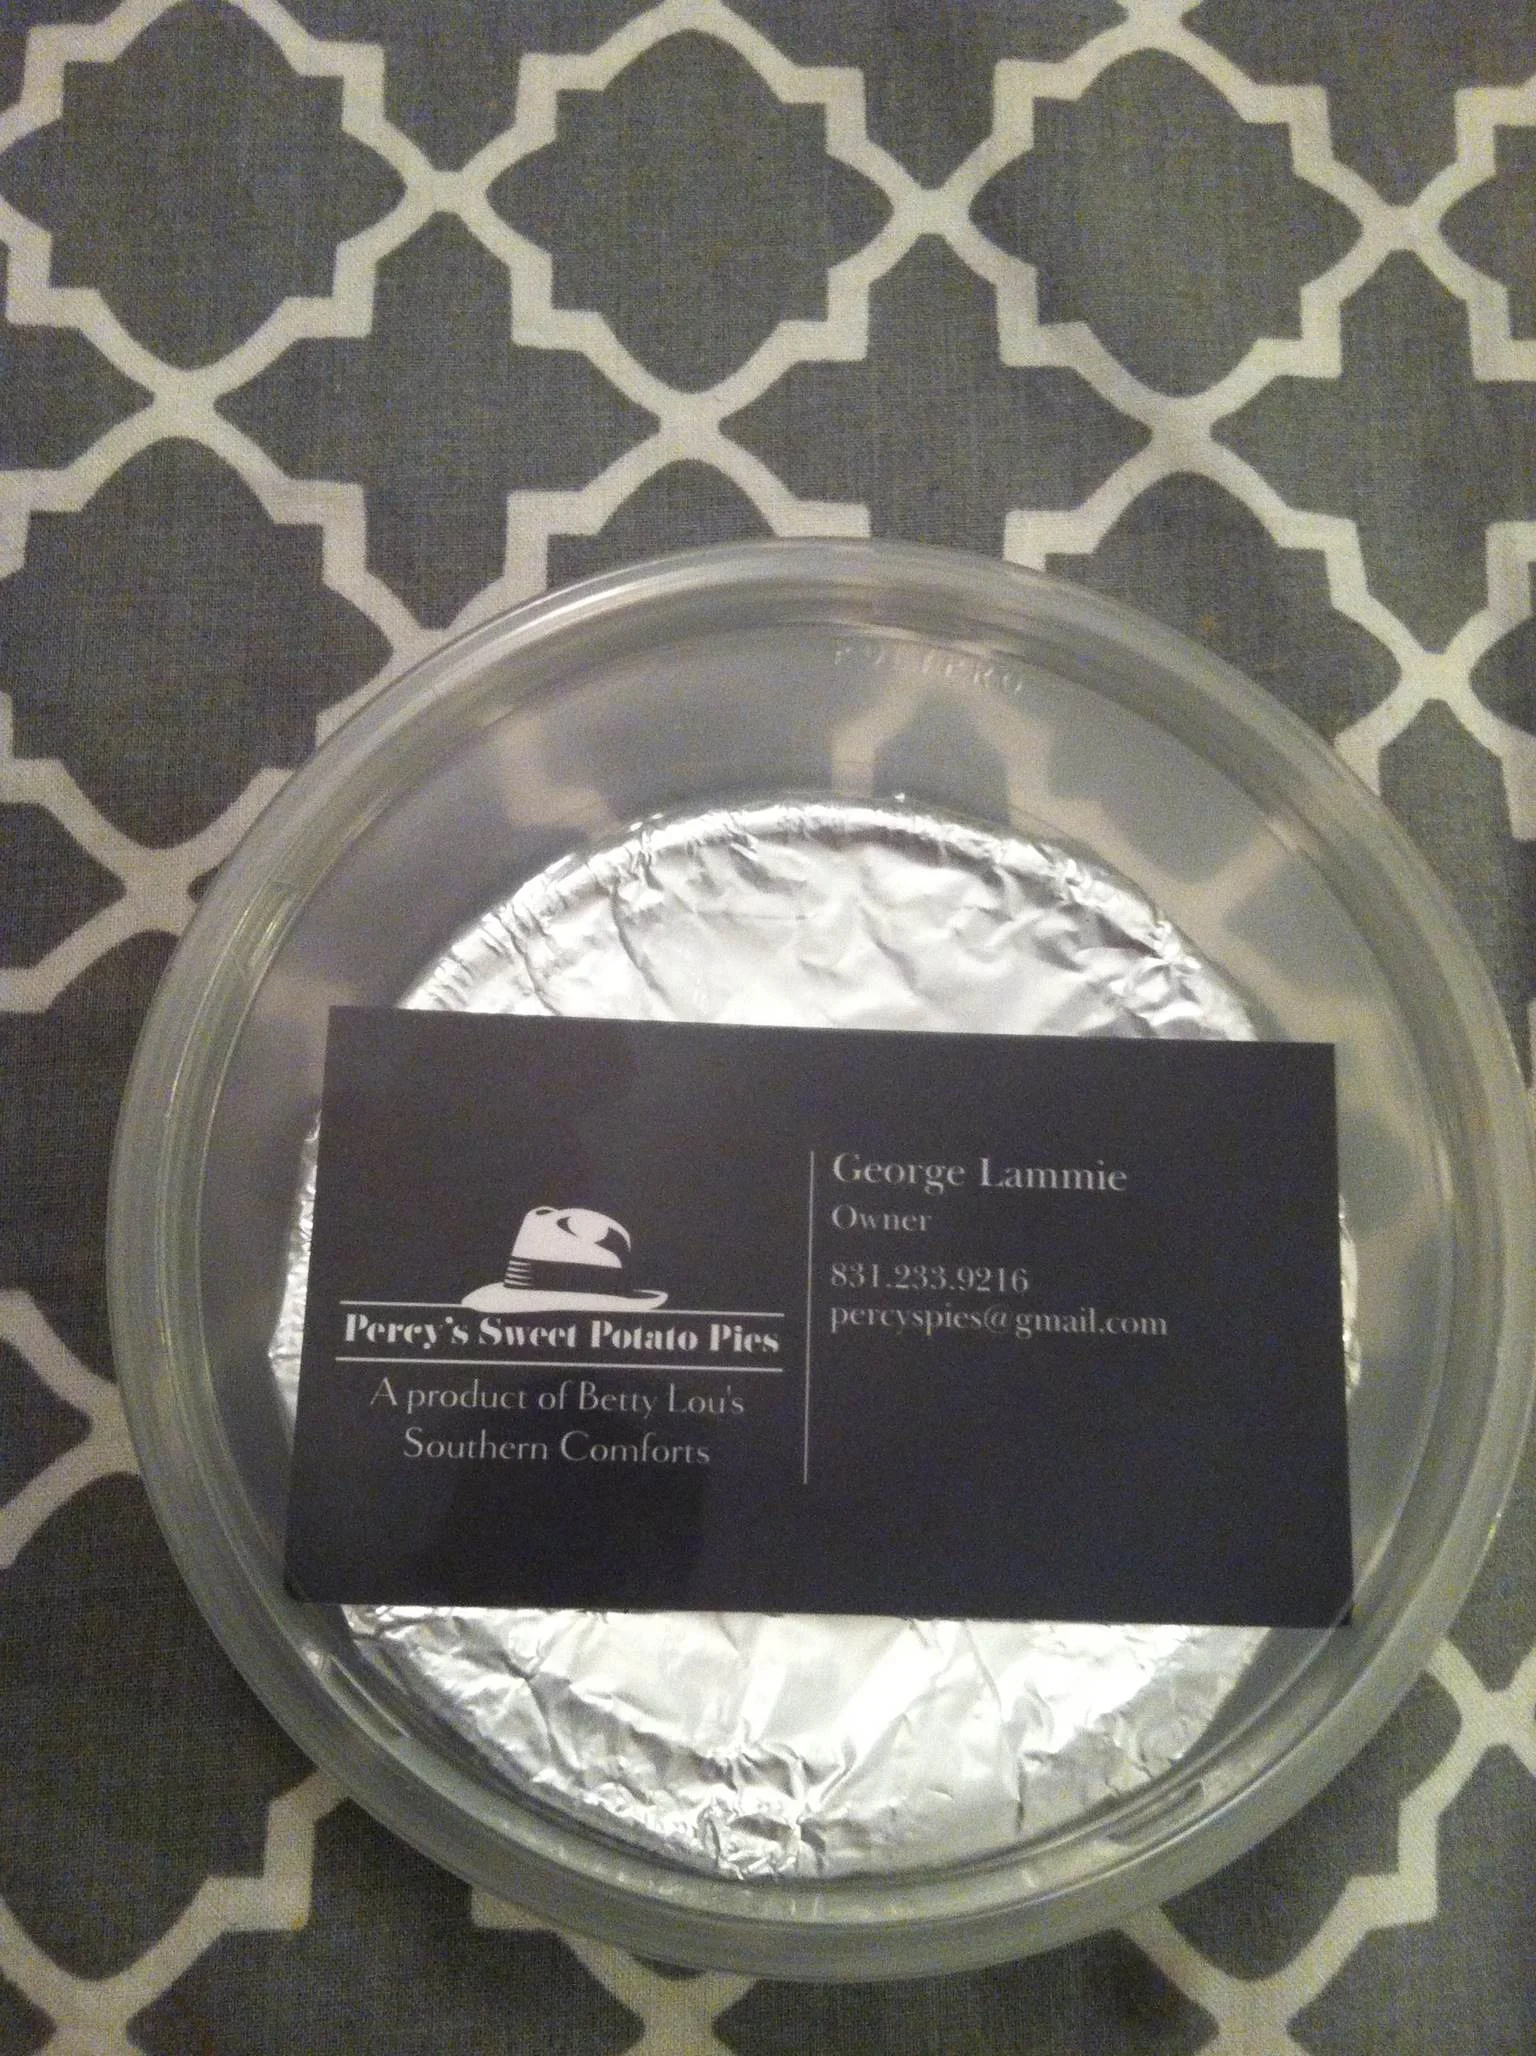 George Lammie
Owner
831.233.9216
percyspies@gmail.com
Percy's Sweet Potato Pies
A product of Betty Lou's
Southern Comforts